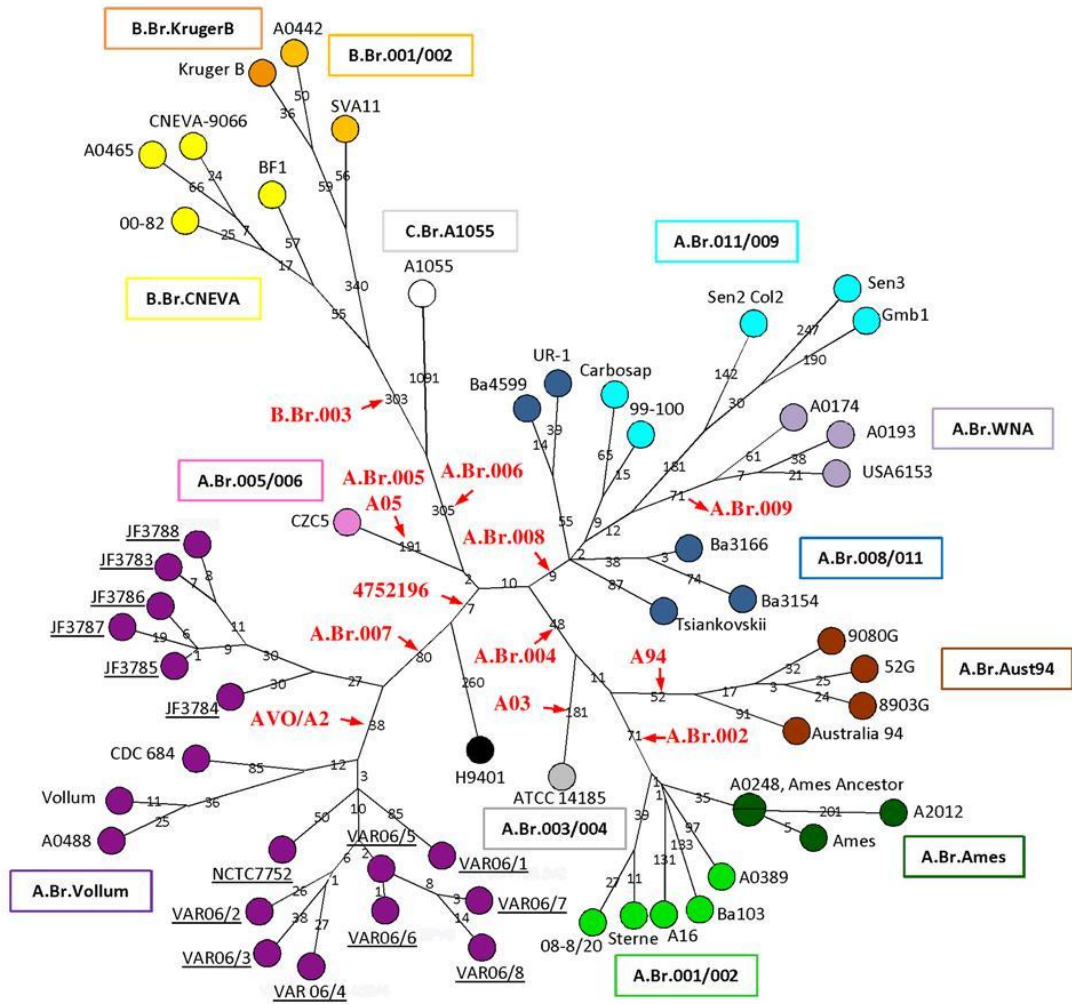 B.Br.KrugerB
A0442
B.Br.001/002
Kruger B
50
36
SVA11
CNEVA-9066
A0465
24
66
BF1
59
56
00-82
25
7
57
17
C.Br.A1055
A1055
B.Br.CNEVA
340
55
1091
303
B.Br.003
A.Br.011/009
Sen3
Sen2 Col2
Gmb1
247
190
142
30
UR-1
Ba4599
Carbosap
99-100
39
14
65
15
A0174
A0193
A.Br.WNA
61
38
7
21
USA6153
181
71
A.Br.009
55
9
12
A.Br.005/006
A.Br.005
A05
A.Br.006
305
CZC5
191
A.Br.008
2
9
2
38
3
Ba3166
A.Br.008/011
87
74
Ba3154
Tsiankovskii
10
4752196
7
JF3788
JF3783
8
7
JF3786
JF3787
6
19
11
9
1
30
JF3785
A.Br.007
80
A.Br.004
48
JF3784
30
27
A94
9080G
32
52G
A.Br.Aust94
25
17
3
24
8903G
52
91
Australia 94
11
A03
181
260
AVO/A2
38
71
A.Br.002
CDC 684
85
12
H9401
ATCC 14185
A.Br.003/004
Vollum
11
36
25
A0488
3
10
50
85
VAR06/5
VAR06/1
NCTC7752
6
2
1
A.Br.Vollum
26
VAR06/2
38
27
1
8
3
VAR06/7
14
VAR06/6
VAR06/3
VAR06/8
VAR 06/4
1
1
A0248, Ames Ancestor
35
201
A2012
5
Ames
A.Br.Ames
39
97
133
131
A0389
27
11
Ba103
08-8/20
Sterne
A16
A.Br.001/002